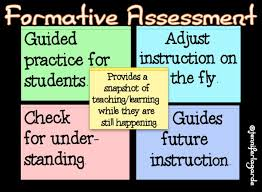 Formative Assessment
Guided
practice for
students
Adjust
instruction on
the fly
Provides a
snapshot of
teaching/learning
while they are
still happening
Check
for under-
standing
Guides
future
instruction